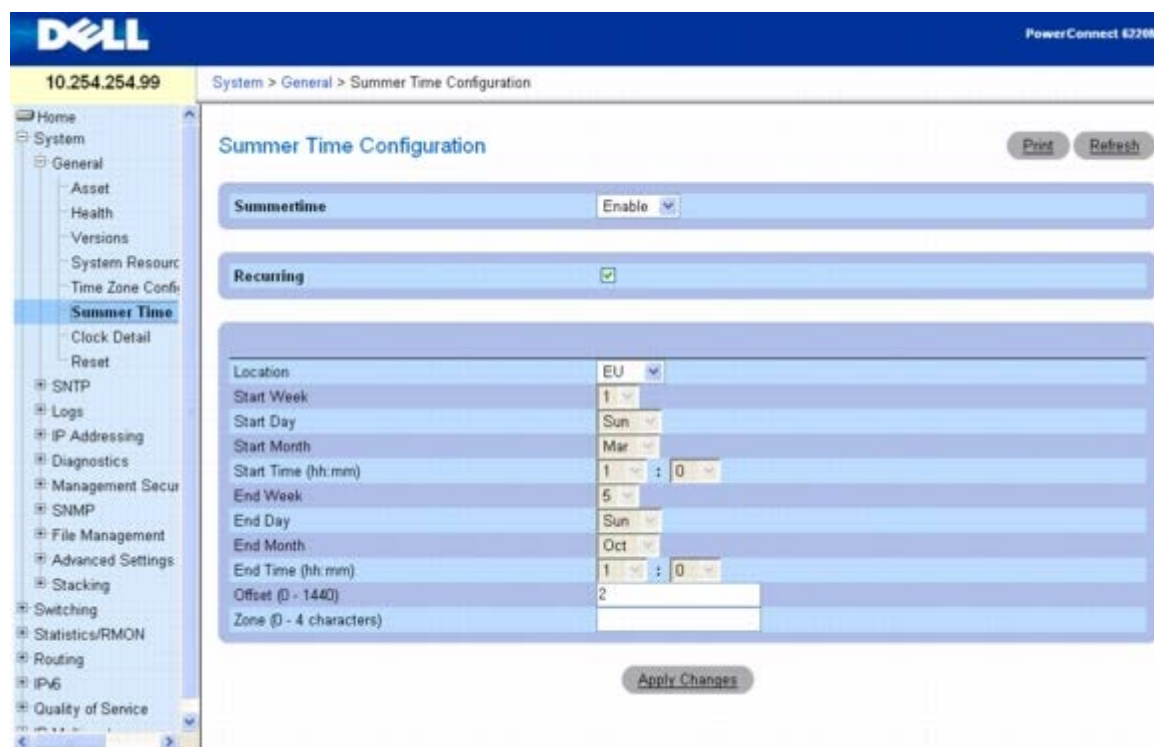 DELL
PowerConnect 6220M
10.254.254.99
System > General > Summer Time Configuration
Home
System
General
Asset
Health
Versions
System Resourc
Time Zone Confi
Summer Time
Clock Detail
Reset
SNTP
Logs
IP Addressing
Diagnostics
Management Secur
SNMP
File Management
Advanced Settings
Stacking
Switching
Statistics/RMON
Routing
IPv6
Quality of Service
Summer Time Configuration
Print Refresh
Summertime Enable
Recurring
Location EU
Start Week 1
Start Day Sun
Start Month Mar
Start Time (hh:mm) 1 : 0
End Week 5
End Day Sun
End Month Oct
End Time (hh:mm) 1 : 0
Offset (0 - 1440) 2
Zone (0 - 4 characters)
Apply Changes